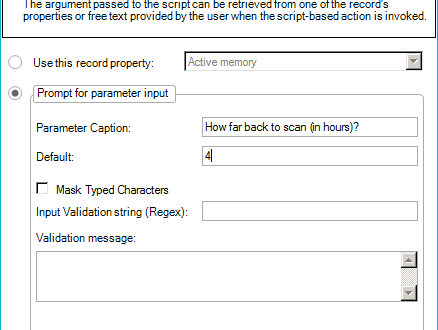 The argument passed to the script can be retrieved from one of the record's
properties or free text provided by the user when the script-based action is invoked.
Use this record property:
Active memory
Prompt for parameter input
Parameter Caption:
How far back to scan (in hours)?
Default:
4
Mask Typed Characters
Input Validation string (Regex):
Validation message: